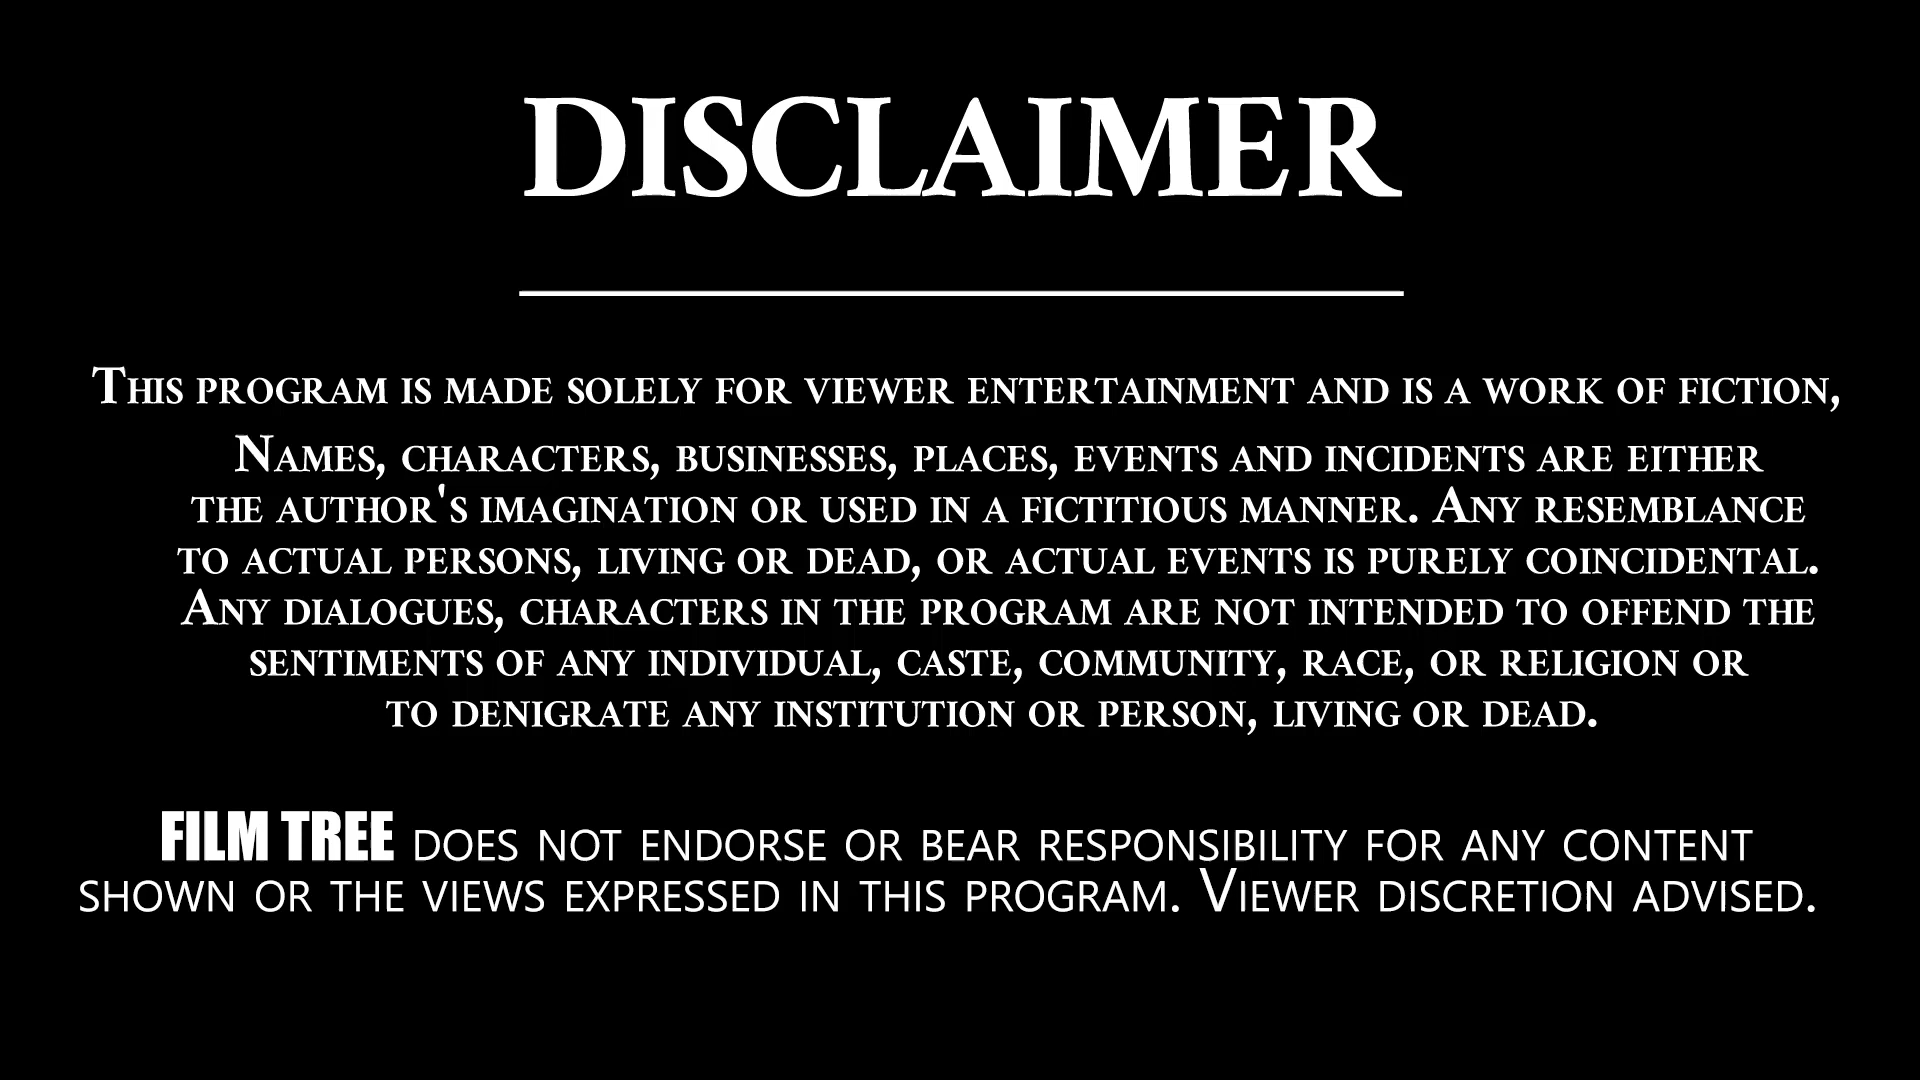 DISCLAIMER
This program is made solely for viewer entertainment and is a work of fiction,
Names, characters, businesses, places, events and incidents are either
the author's imagination or used in a fictitious manner. Any resemblance
to actual persons, living or dead, or actual events is purely coincidental.
Any dialogues, characters in the program are not intended to offend the
sentiments of any individual, caste, community, race, or religion or
to denigrate any institution or person, living or dead.
FILM TREE does not endorse or bear responsibility for any content
shown or the views expressed in this program. Viewer discretion advised.